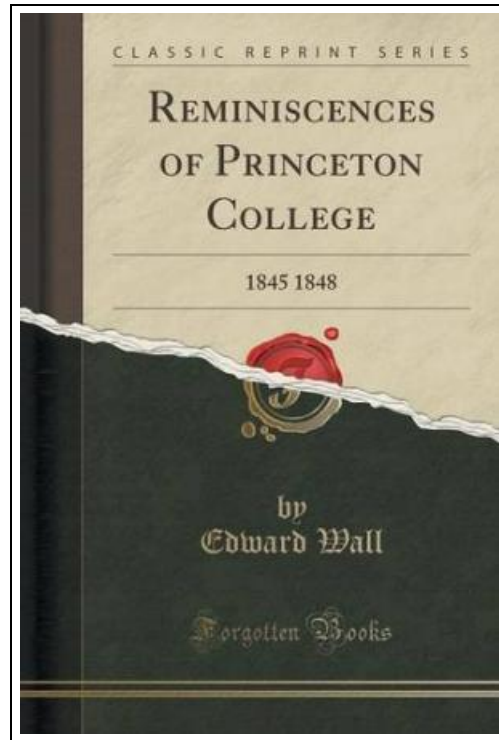 CLASSIC REPRINT SERIES
REMINISCENCES
OF PRINCETON
COLLEGE
1845 1848
by
Edward Wall
Forgotten Books